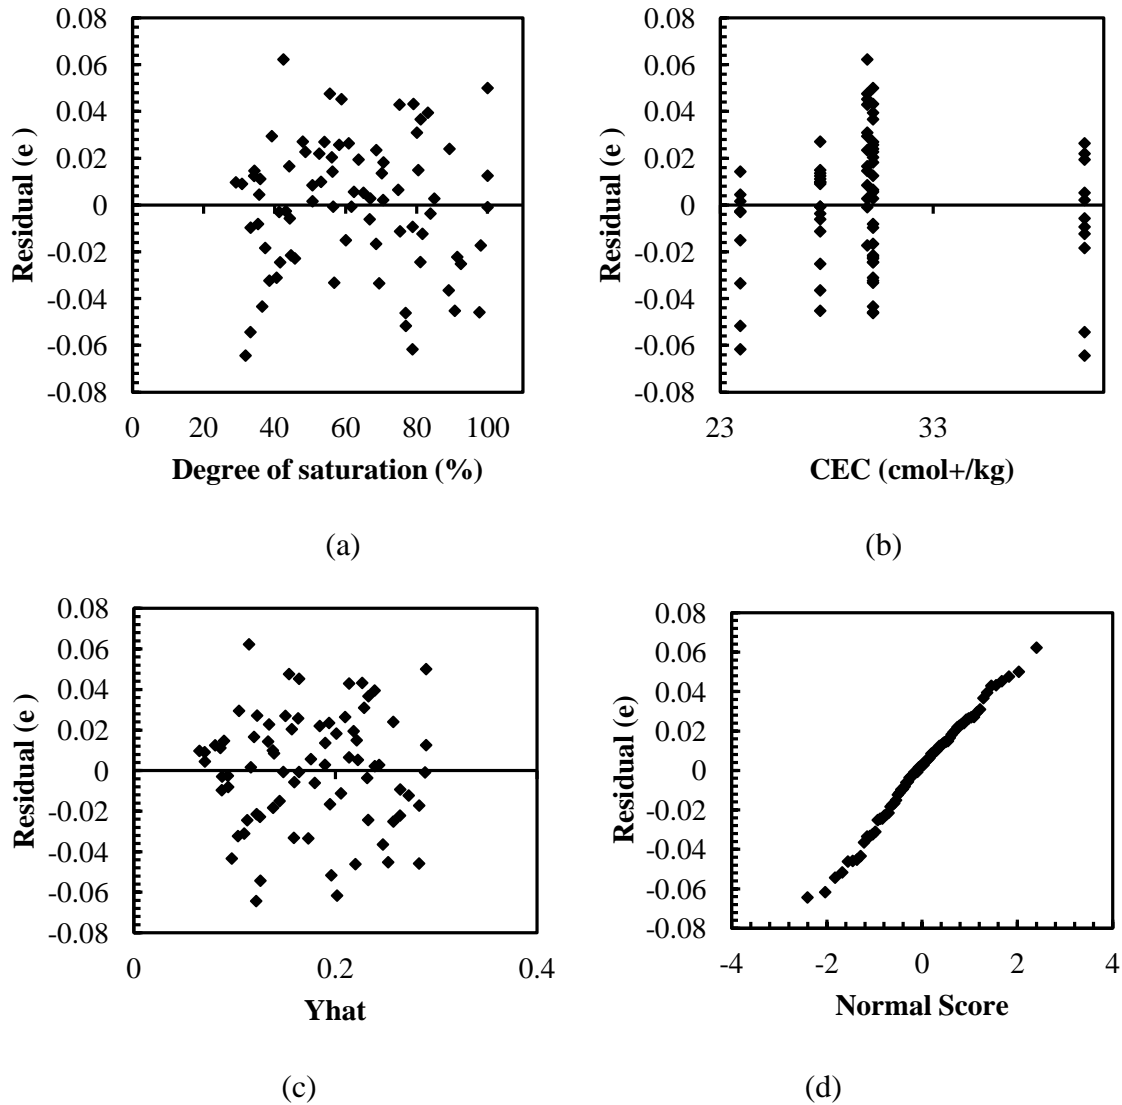 0.08
0.06
0.04
0.02
0
-0.02
-0.04
-0.06
-0.08
Residual (e )
0 20 40 60 80 100
Degree of saturation (%)
(a)
0.08
0.06
0.04
0.02
0
-0.02
-0.04
-0.06
-0.08
Residual (e )
23 33
CEC (cmol+/kg)
(b)
0.08
0.06
0.04
0.02
0
-0.02
-0.04
-0.06
-0.08
Residual (e )
0 0.2 0.4
Yhat
(c)
0.08
0.06
0.04
0.02
0
-0.02
-0.04
-0.06
-0.08
Residual (e)
-4 -2 0 2 4
Normal Score
(d)